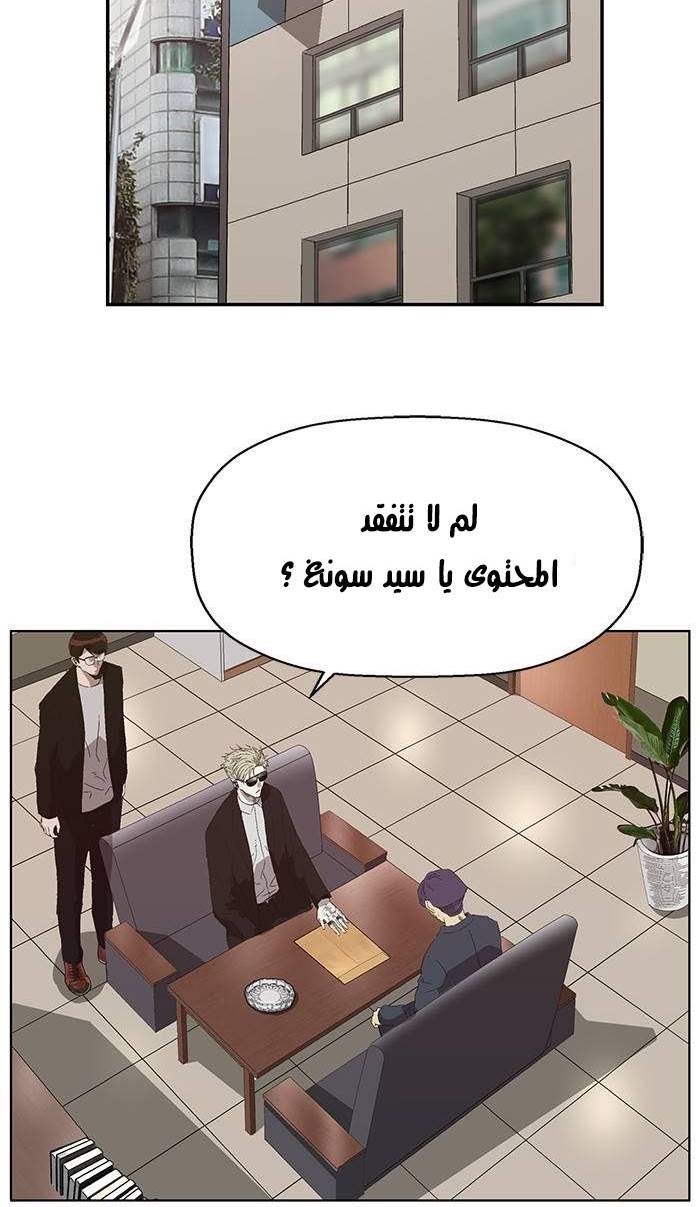 لم لا تتفقد
المحتوى يا سيد سونغ ؟